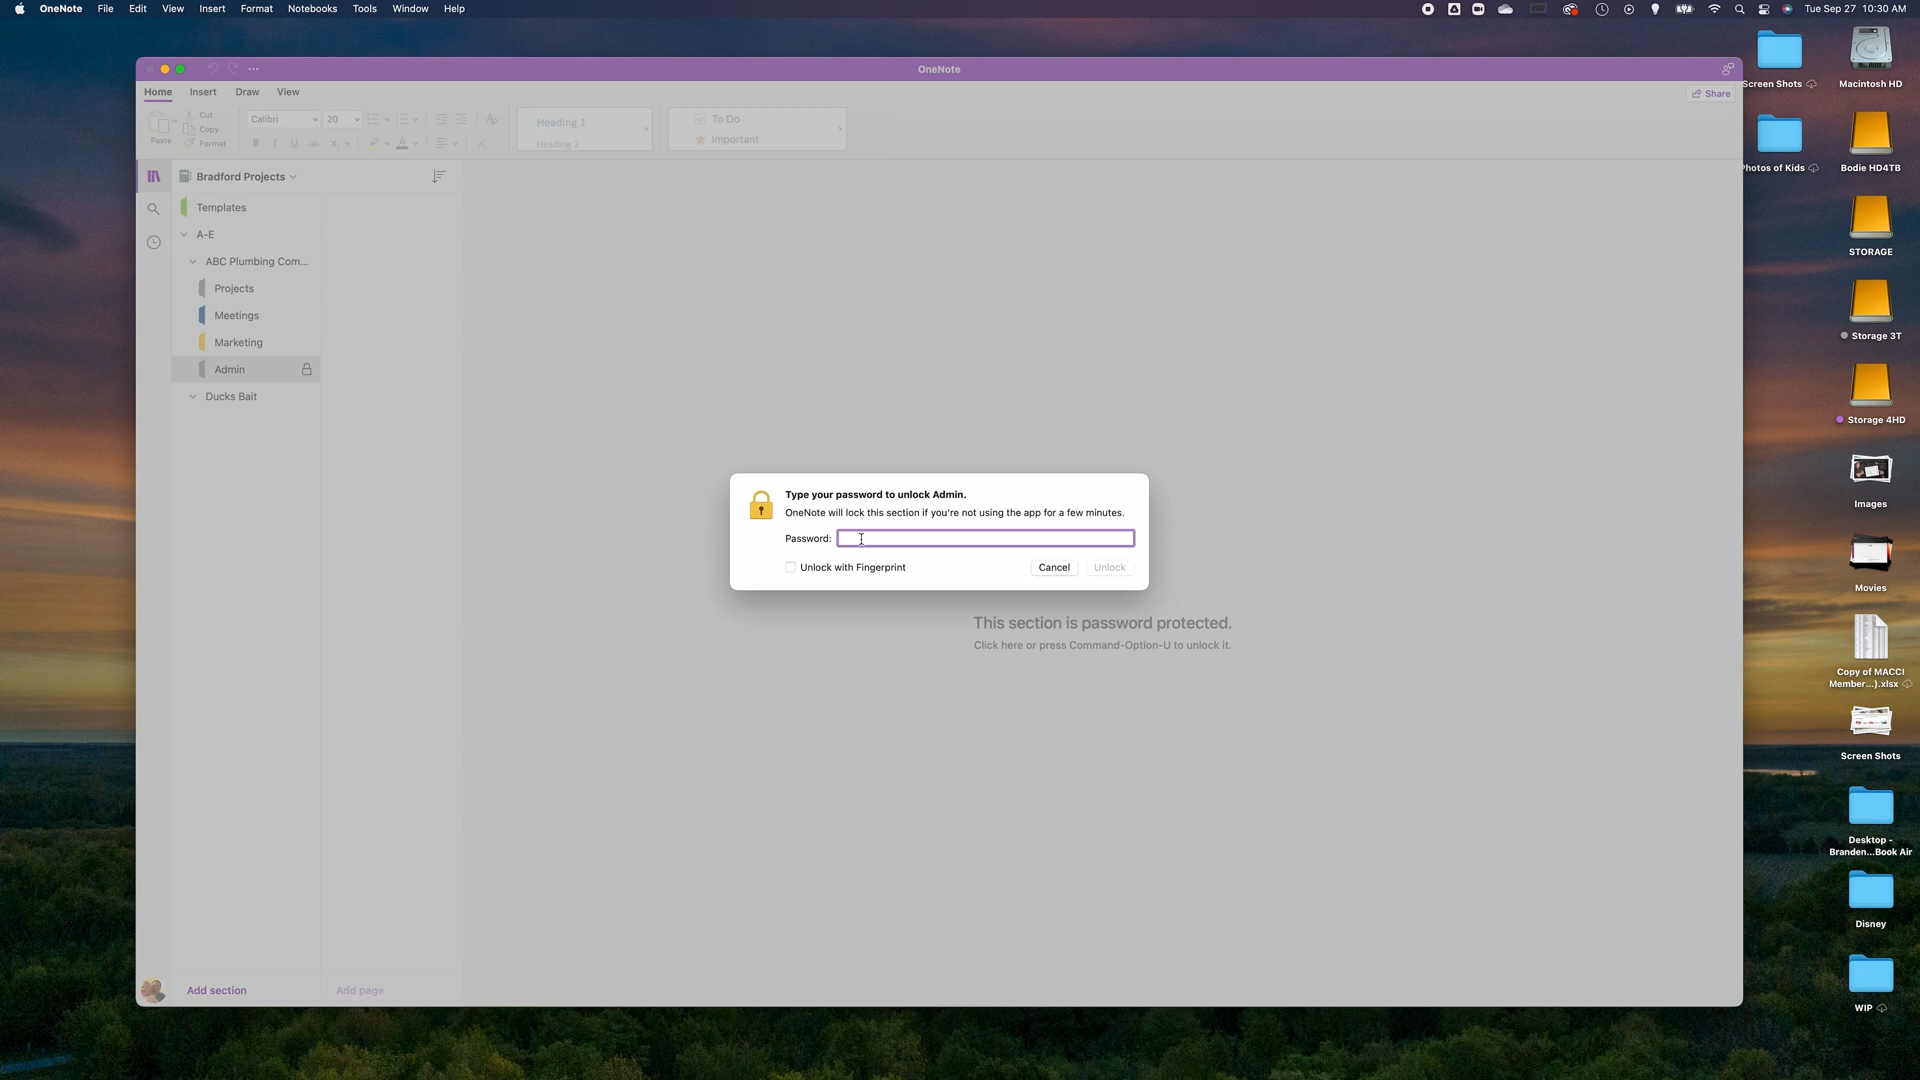 OneNote File Edit View Insert Format Notebooks Tools Window Help
Tue Sep 27 10:30 AM
OneNote
Home Insert Draw View
Share
Paste
Cut
Copy
Format
Calibri 20
Heading 1
Heading 2
To Do
Important
Bradford Projects
Templates
A-E
ABC Plumbing Com...
Projects
Meetings
Marketing
Admin
Ducks Bait
Type your password to unlock Admin.
OneNote will lock this section if you're not using the app for a few minutes.
Password:
Unlock with Fingerprint
Cancel
Unlock
This section is password protected.
Click here or press Command-Option-U to unlock it.
Add section
Add page
Screen Shots
Macintosh HD
Photos of Kids
Bodie HD4TB
STORAGE
Storage 3T
Storage 4HD
Images
Movies
Copy of MACCI
Member...).xlsx
Screen Shots
Desktop -
Branden...Book Air
Disney
WIP